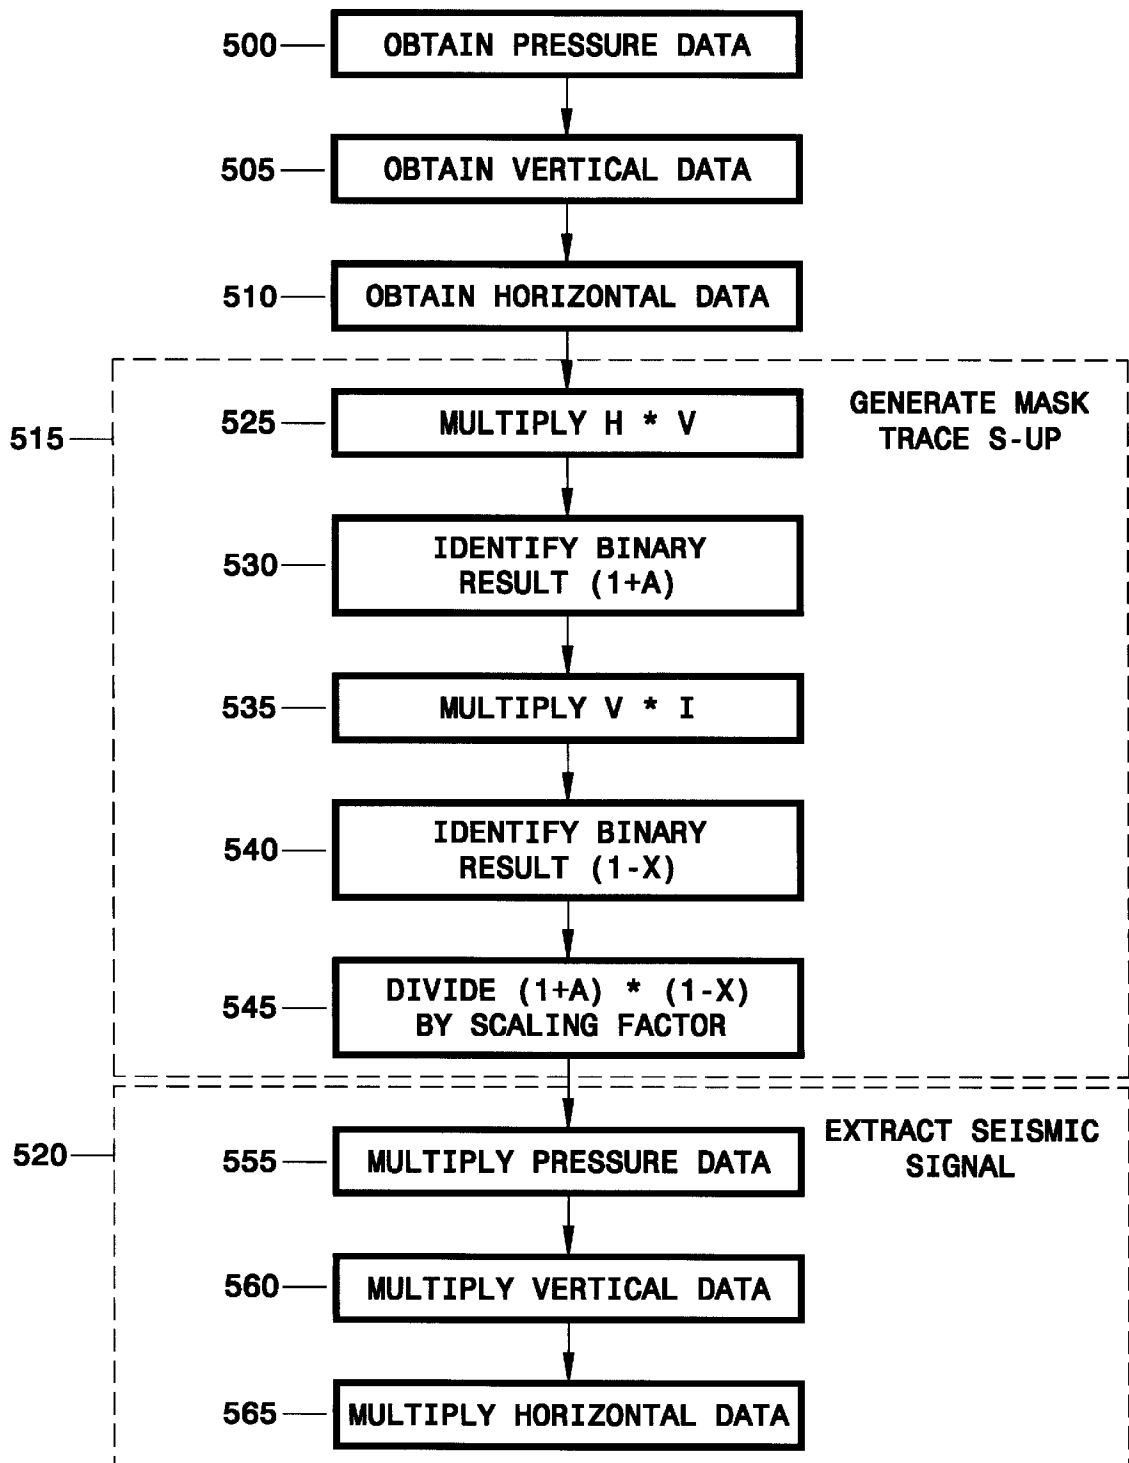 500
OBTAIN PRESSURE DATA
505
OBTAIN VERTICAL DATA
510
OBTAIN HORIZONTAL DATA
515
GENERATE MASK
TRACE S-UP
525
MULTIPLY H * V
530
IDENTIFY BINARY
RESULT (1+A)
535
MULTIPLY V * I
540
IDENTIFY BINARY
RESULT (1-X)
545
DIVIDE (1+A) * (1-X)
BY SCALING FACTOR
520
EXTRACT SEISMIC
SIGNAL
555
MULTIPLY PRESSURE DATA
560
MULTIPLY VERTICAL DATA
565
MULTIPLY HORIZONTAL DATA